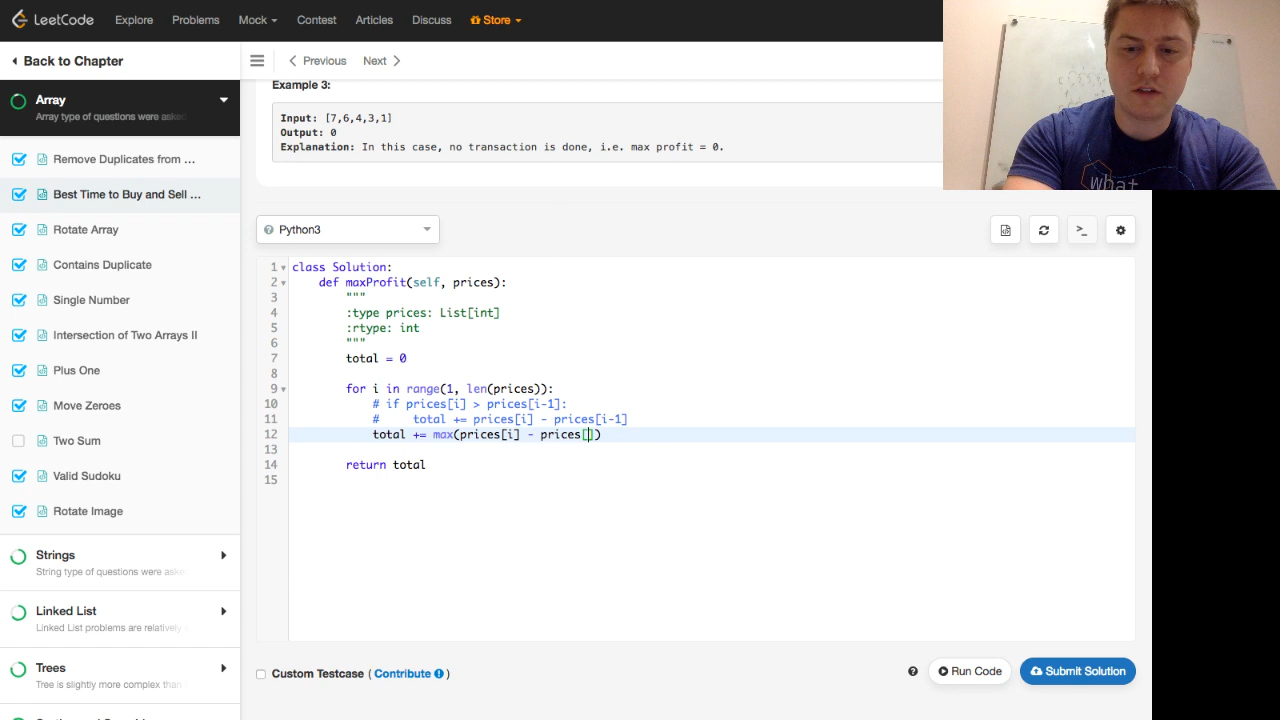 LeetCode Explore Problems Mock Contest Articles Discuss Store
Back to Chapter
Previous Next
Array
Array type of questions were aske
Remove Duplicates from ...
Best Time to Buy and Sell ...
Rotate Array
Contains Duplicate
Single Number
Intersection of Two Arrays II
Plus One
Move Zeroes
Two Sum
Valid Sudoku
Rotate Image
Strings
String type of questions were aske
Linked List
Linked List problems are relatively
Trees
Tree is slightly more complex than
Example 3:
Input: [7,6,4,3,1]
Output: 0
Explanation: In this case, no transaction is done, i.e. max profit = 0.
Python3
>_
1 class Solution:
2 def maxProfit(self, prices):
3 """
4 :type prices: List[int]
5 :rtype: int
6 """
7 total = 0
8
9 for i in range(1, len(prices)):
10 # if prices[i] > prices[i-1]:
11 # total += prices[i] - prices[i-1]
12 total += max(prices[i] - prices[])
13
14 return total
15
Custom Testcase ( Contribute )
? Run Code Submit Solution
what